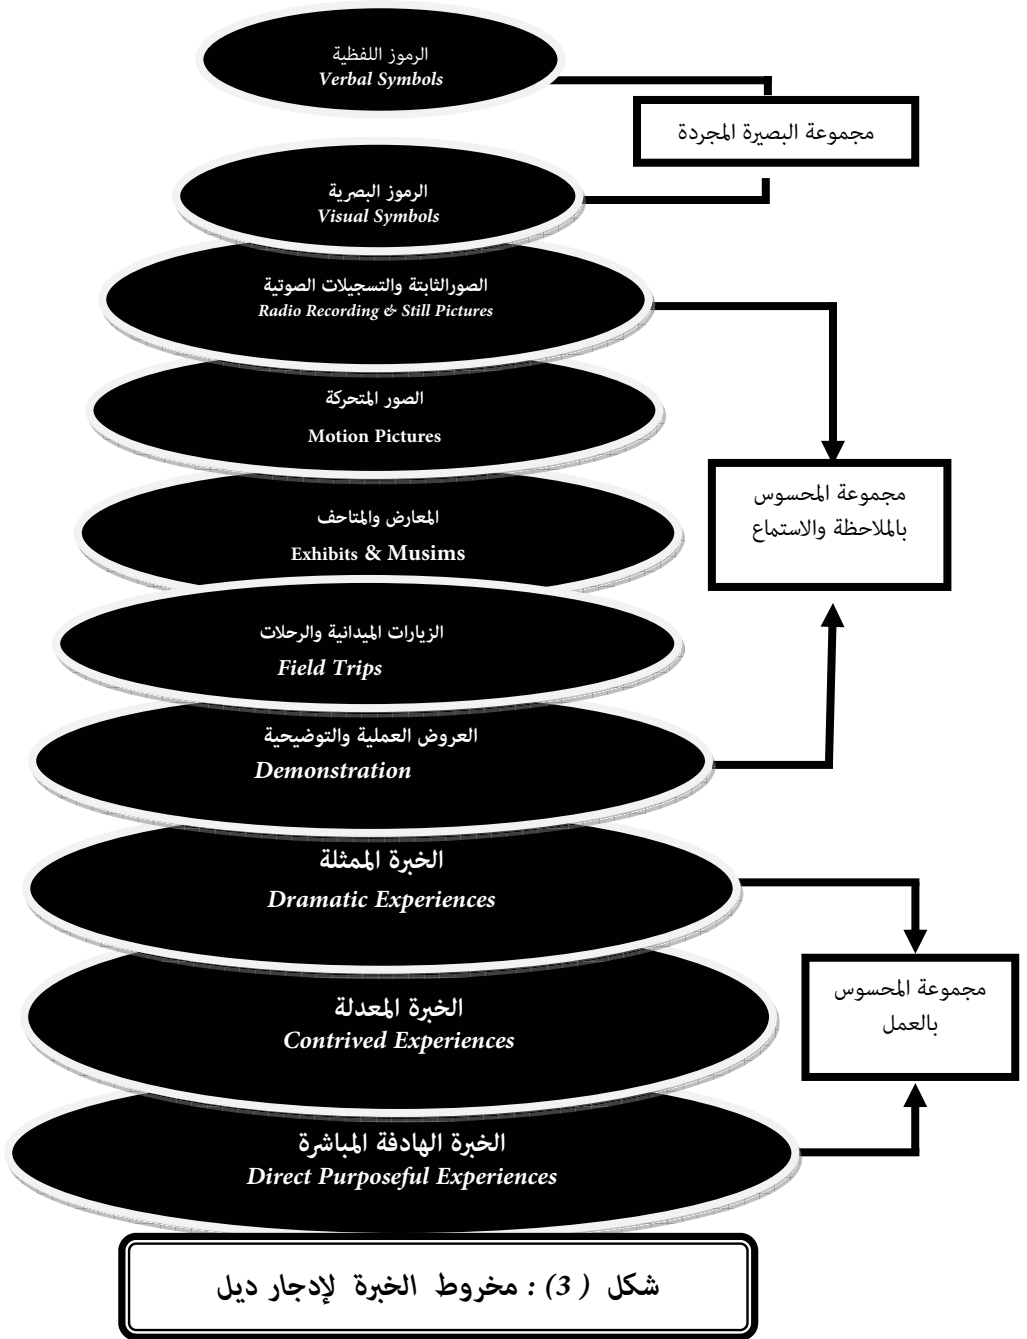 الرموز اللفظية
Verbal Symbols
مجموعة البصيرة المجردة
الرموز البصرية
Visual Symbols
الصورالثابتة والتسجيلات الصوتية
Radio Recording & Still Pictures
الصور المتحركة
Motion Pictures
مجموعة المحسوس
بالملاحظة والاستماع
المعارض والمتاحف
Exhibits & Musims
الزيارات الميدانية والرحلات
Field Trips
العروض العملية والتوضيحية
Demonstration
الخبرة الممثلة
Dramatic Experiences
مجموعة المحسوس
بالعمل
الخبرة المعدلة
Contrived Experiences
الخبرة الهادفة المباشرة
Direct Purposeful Experiences
شكل ( 3) : مخروط الخبرة لإدجار ديل